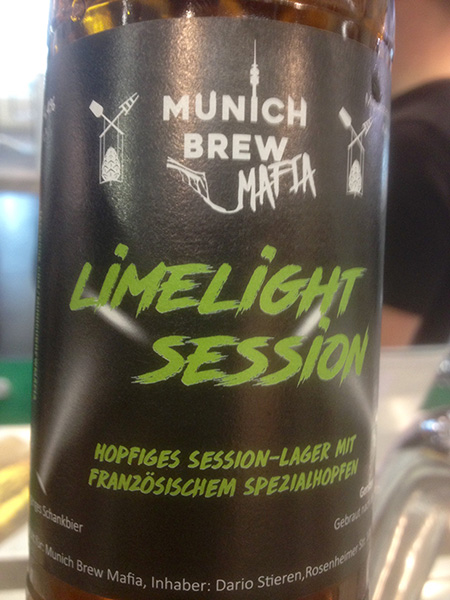 MUNICH
BREW
MAFIA
LIMELIGHT
SESSION
HOPFIGES SESSION-LAGER MIT
FRANZÖSISCHEM SPEZIALHOPFEN
Schankbier
Gebraut
Munich Brew Mafia, Inhaber: Dario Stieren, Rosenheimer